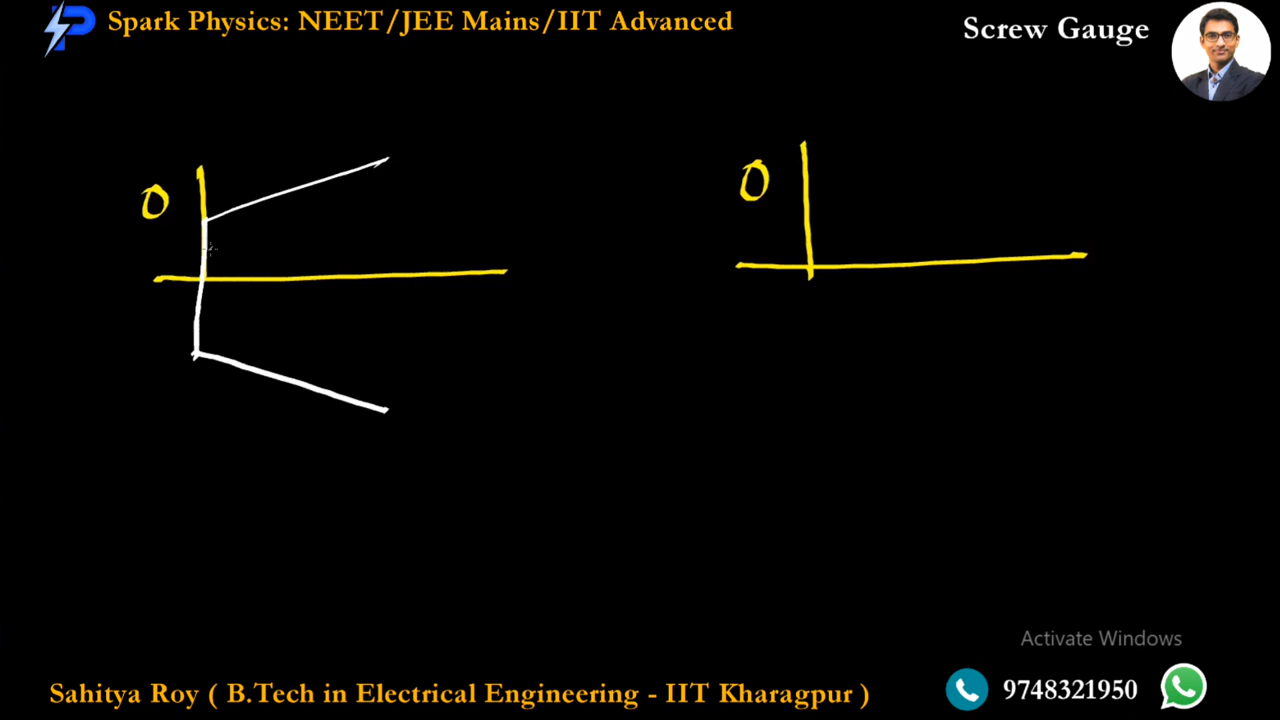 Spark Physics: NEET/JEE Mains/IIT Advanced
Screw Gauge
0
0
Activate Windows
Sahitya Roy ( B.Tech in Electrical Engineering - IIT Kharagpur )
9748321950